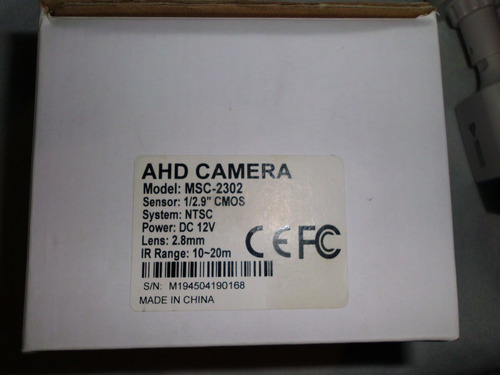 AHD CAMERA
Model: MSC-2302
Sensor: 1/2.9" CMOS
System: NTSC
Power: DC 12V
Lens: 2.8mm
IR Range: 10~20m
CE FC
S/N: M194504190168
MADE IN CHINA